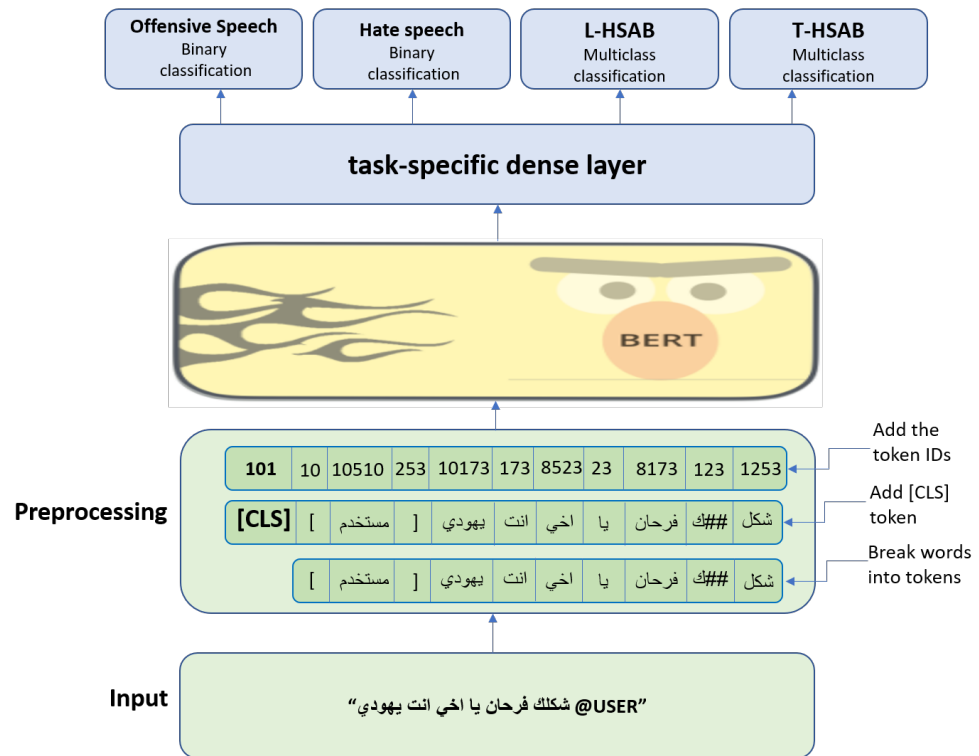 Offensive Speech
Binary
classification
Hate speech
Binary
classification
L-HSAB
Multiclass
classification
T-HSAB
Multiclass
classification
task-specific dense layer
BERT
Add the
token IDs
101 10 10510 253 10173 173 8523 23 8173 123 1253
Preprocessing
Add [CLS]
token
[CLS] [ مستخدم ] يهودي انت اخي يا فرحان ك## شكل
Break words
into tokens
[ مستخدم ] يهودي انت اخي يا فرحان ك## شكل
Input
“شكلك فرحان يا اخي انت يهودي @USER”